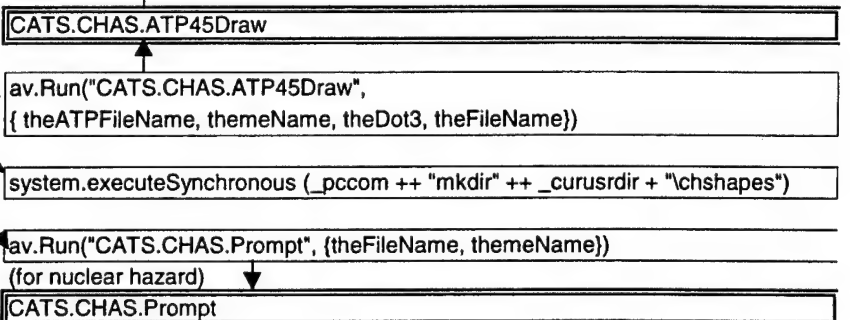 CATS.CHAS.ATP45Draw
av.Run("CATS.CHAS.ATP45Draw",
{ theATPFileName, themeName, theDot3, theFileName})
system.executeSynchronous (_pccom ++ "mkdir" ++ _curusrdir + "\chshapes")
av.Run("CATS.CHAS.Prompt", {theFileName, themeName})
(for nuclear hazard)
CATS.CHAS.Prompt